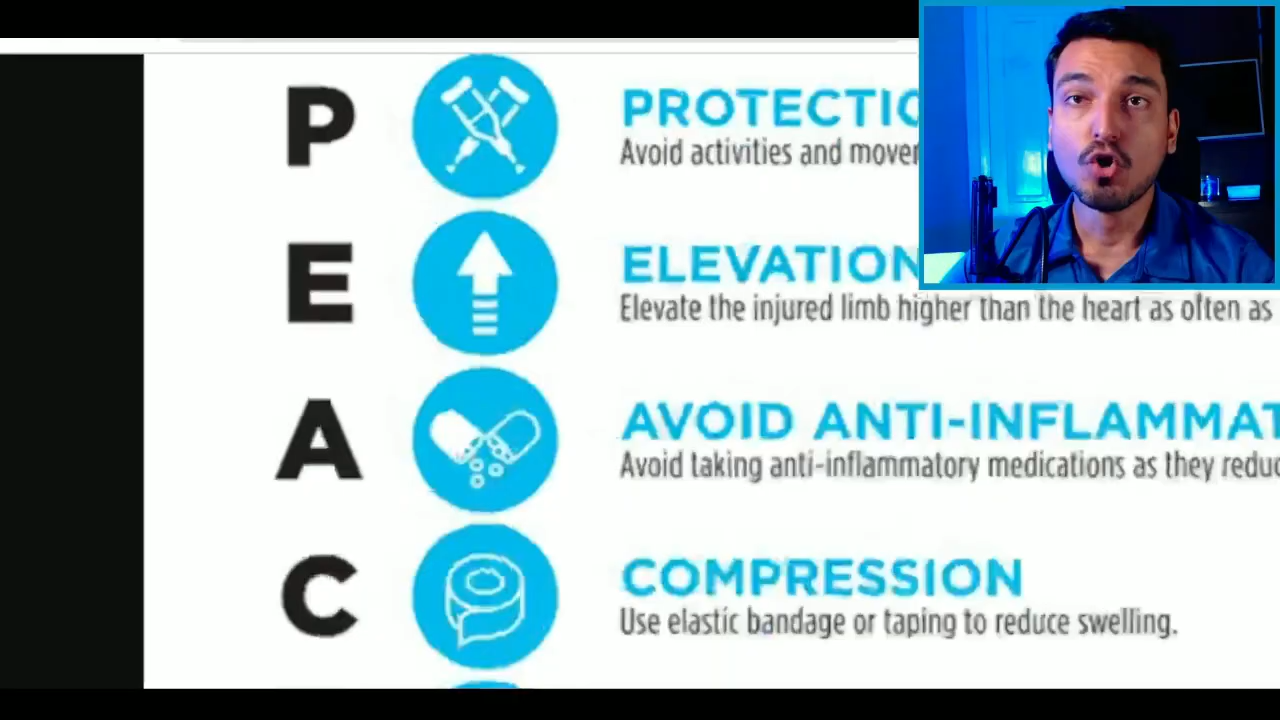 P
PROTECTIO
Avoid activities and mover
E
ELEVATION
Elevate the injured limb higher than the heart as often as
A
AVOID ANTI-INFLAMMAT
Avoid taking anti-inflammatory medications as they reduc
C
COMPRESSION
Use elastic bandage or taping to reduce swelling.